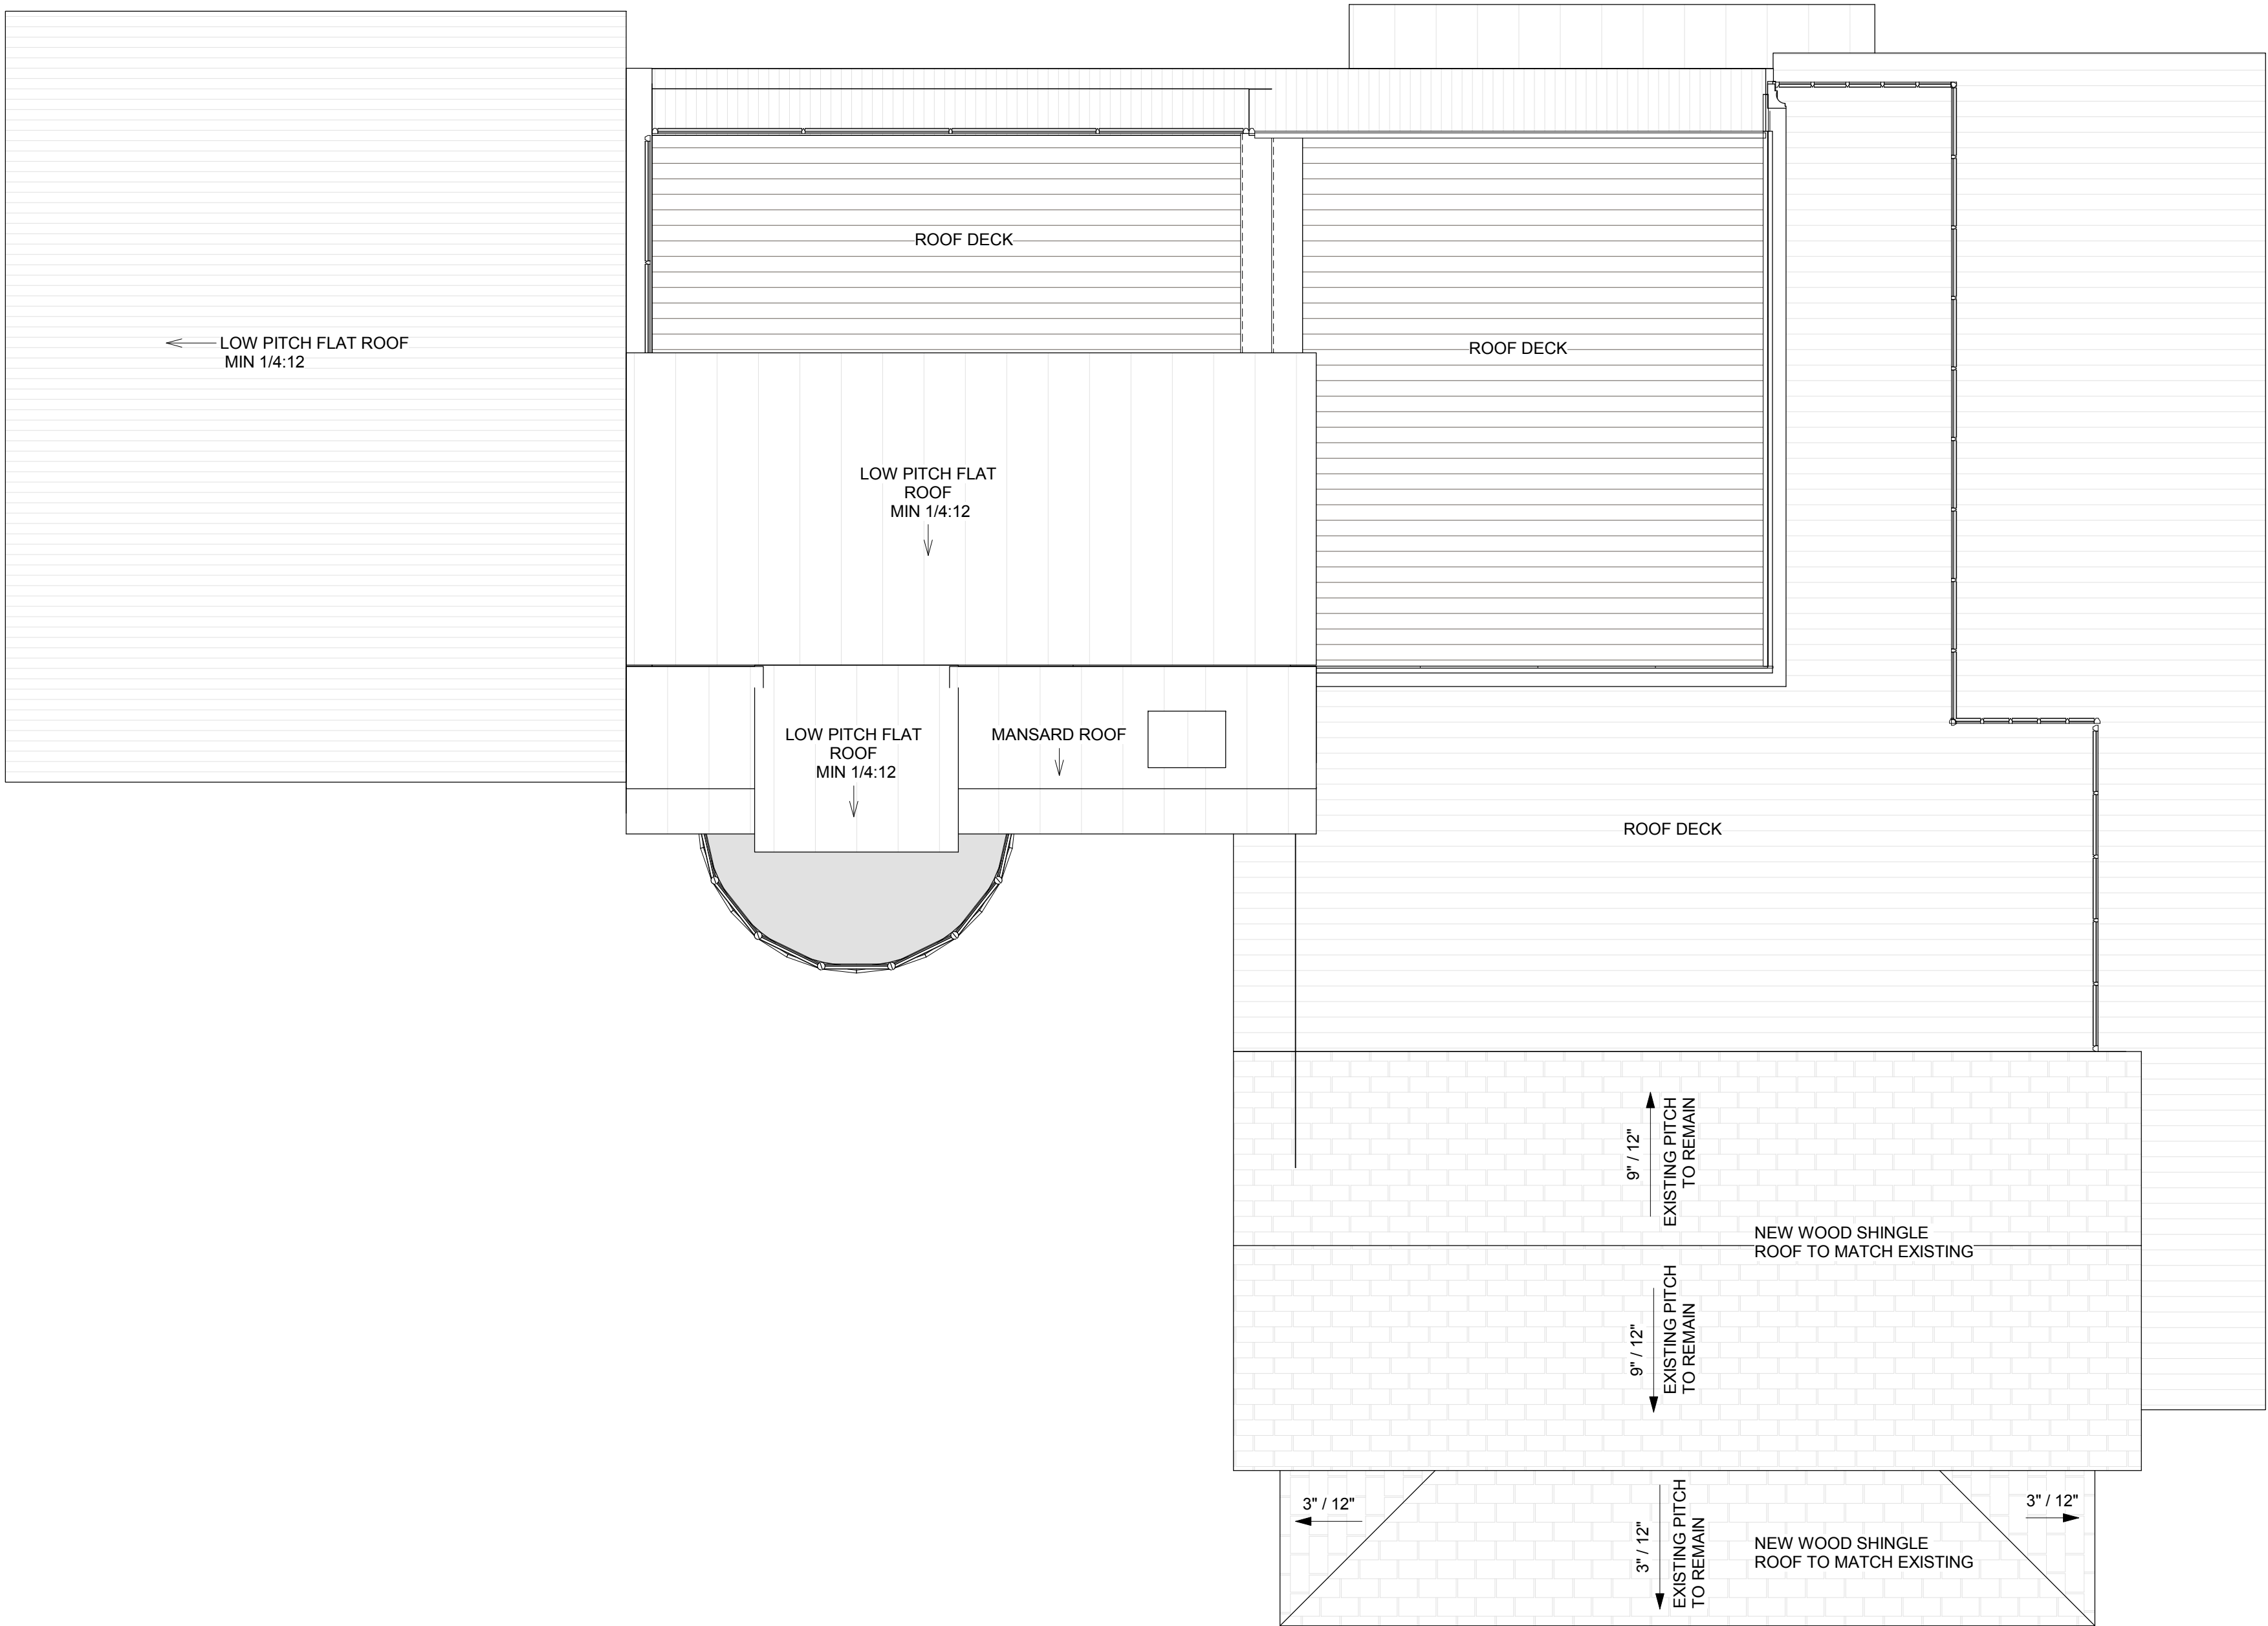 ROOF DECK
LOW PITCH FLAT ROOF
MIN 1/4:12
ROOF DECK
LOW PITCH FLAT
ROOF
MIN 1/4:12
LOW PITCH FLAT
ROOF
MIN 1/4:12
MANSARD ROOF
ROOF DECK
9" / 12"
EXISTING PITCH
TO REMAIN
NEW WOOD SHINGLE
ROOF TO MATCH EXISTING
9" / 12"
EXISTING PITCH
TO REMAIN
3" / 12"
3" / 12"
EXISTING PITCH
TO REMAIN
NEW WOOD SHINGLE
ROOF TO MATCH EXISTING
3" / 12"